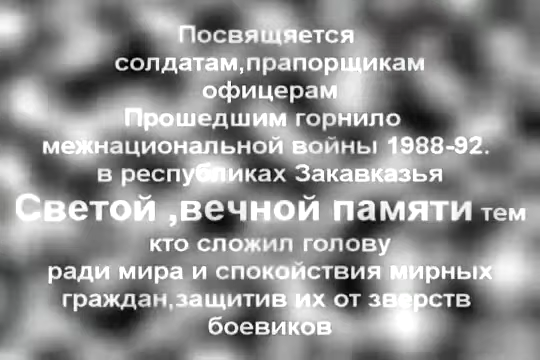 Посвящяется
солдатам,прапорщикам
офицерам
Прошедшим горнило
межнациональной войны 1988-92.
в республиках Закавказья
Светой ,вечной памяти тем
кто сложил голову
ради мира и спокойствия мирных
граждан,защитив их от зверств
боевиков